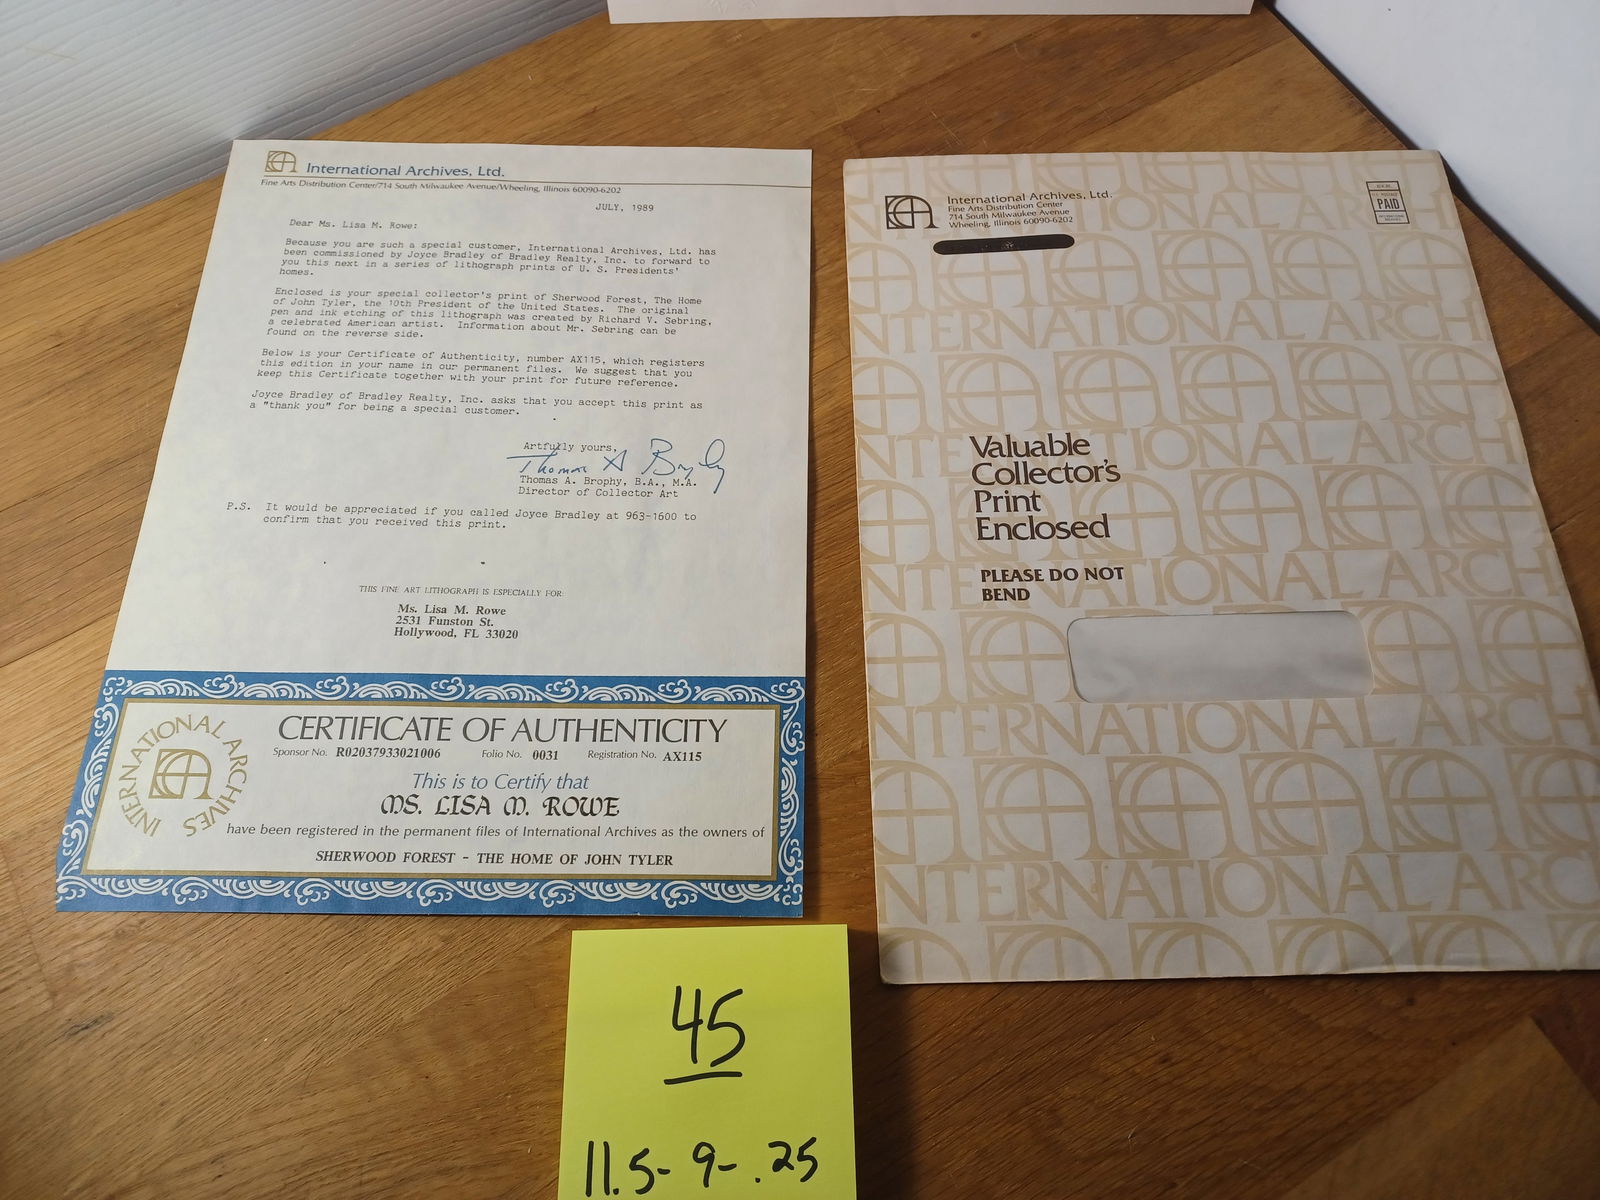 International Archives, Ltd.
Fine Arts Distribution Center/714 South Milwaukee Avenue/Wheeling, Illinois 60090-6202
JULY, 1989
Dear Ms. Lisa M. Rowe:
Because you are such a special customer, International Archives, Ltd. has
been commissioned by Joyce Bradley of Bradley Realty, Inc. to forward to
you this next in a series of lithograph prints of U. S. Presidents'
homes.
Enclosed is your special collector's print of Sherwood Forest, The Home
of John Tyler, the 10th President of the United States. The original
pen and ink etching of this lithograph was created by Richard V. Sebring,
a celebrated American artist. Information about Mr. Sebring can be
found on the reverse side.
Below is your Certificate of Authenticity, number AX115, which registers
this edition in your name in our permanent files. We suggest that you
keep this Certificate together with your print for future reference.
Joyce Bradley of Bradley Realty, Inc. asks that you accept this print as
a "thank you" for being a special customer.
Artfully yours,
Thomas A Brophy
Thomas A. Brophy, B.A., M.A.
Director of Collector Art
P.S. It would be appreciated if you called Joyce Bradley at 963-1600 to
confirm that you received this print.
THIS FINE ART LITHOGRAPH IS ESPECIALLY FOR:
Ms. Lisa M. Rowe
2531 Funston St.
Hollywood, FL 33020
CERTIFICATE OF AUTHENTICITY
Sponsor No. R02037933021006 Folio No. 0031 Registration No. AX115
This is to Certify that
MS. LISA M. ROWE
have been registered in the permanent files of International Archives as the owners of
SHERWOOD FOREST - THE HOME OF JOHN TYLER
INTERNATIONAL ARCHIVES
International Archives, Ltd.
Fine Arts Distribution Center
714 South Milwaukee Avenue
Wheeling, Illinois 60090-6202
PAID
Valuable
Collector's
Print
Enclosed
PLEASE DO NOT
BEND
INTERNATIONAL ARCH
NTERNATIONAL ARCH
INTERNATIONAL ARCH
NTERNATIONAL ARCH
INTERNATIONAL ARCH
NTERNATIONAL ARC
45
11.5- 9- .25